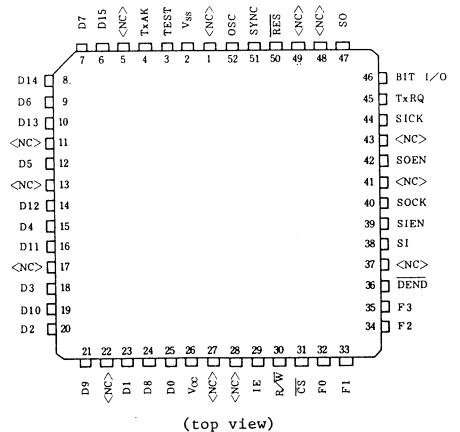 D7 D15 <NC> TxAK TEST Vss <NC> OSC SYNC RES <NC> <NC> SO
7 6 5 4 3 2 1 52 51 50 49 48 47
D14 8
D6 9
D13 10
<NC> 11
D5 12
<NC> 13
D12 14
D4 15
D11 16
<NC> 17
D3 18
D10 19
D2 20
46 BIT I/O
45 TxRQ
44 SICK
43 <NC>
42 SOEN
41 <NC>
40 SOCK
39 SIEN
38 SI
37 <NC>
36 DEND
35 F3
34 F2
21 22 23 24 25 26 27 28 29 30 31 32 33
D9 <NC> D1 D8 D0 Vcc <NC> <NC> IE R/W CS F0 F1
(top view)